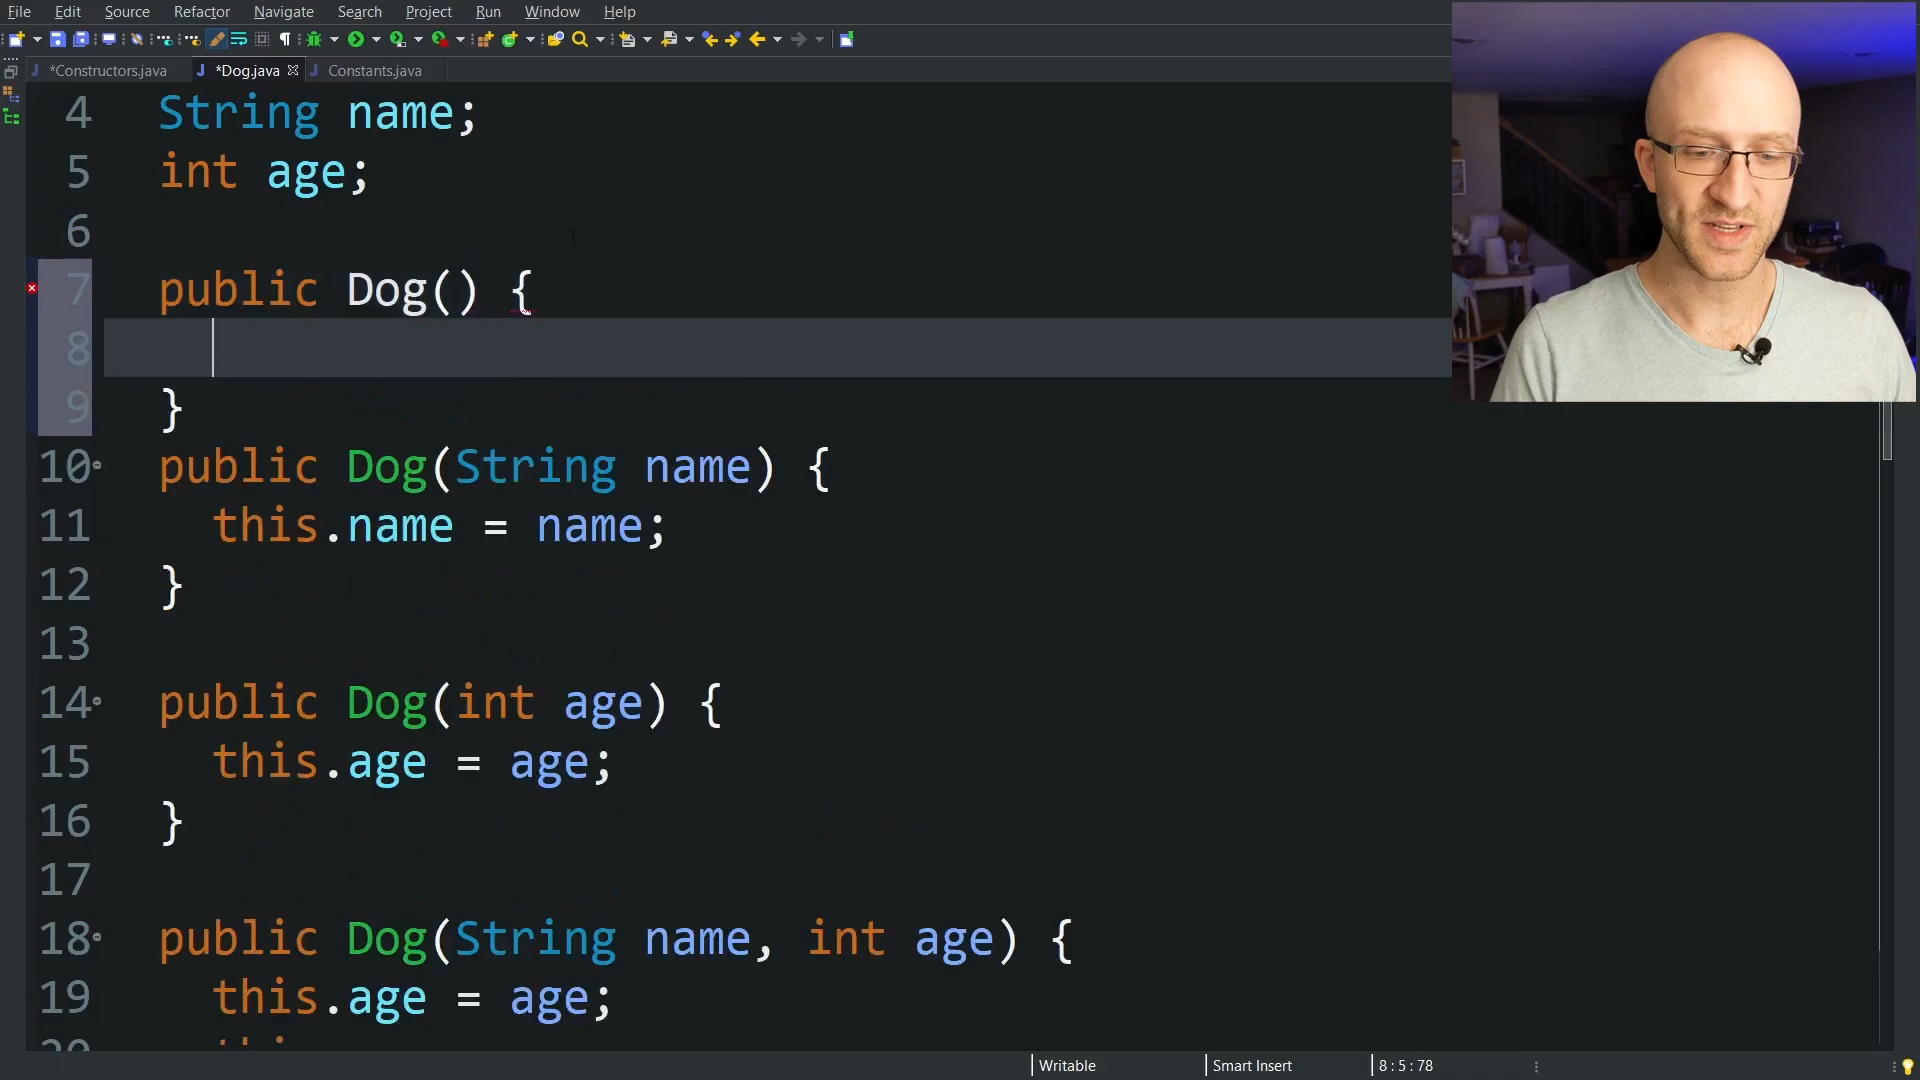 File Edit Source Refactor Navigate Search Project Run Window Help
*Constructors.java *Dog.java Constants.java
4 String name;
5 int age;
6
7 public Dog() {
8
9 }
10 public Dog(String name) {
11 this.name = name;
12 }
13
14 public Dog(int age) {
15 this.age = age;
16 }
17
18 public Dog(String name, int age) {
19 this.age = age;
Writable Smart Insert 8 : 5 : 78